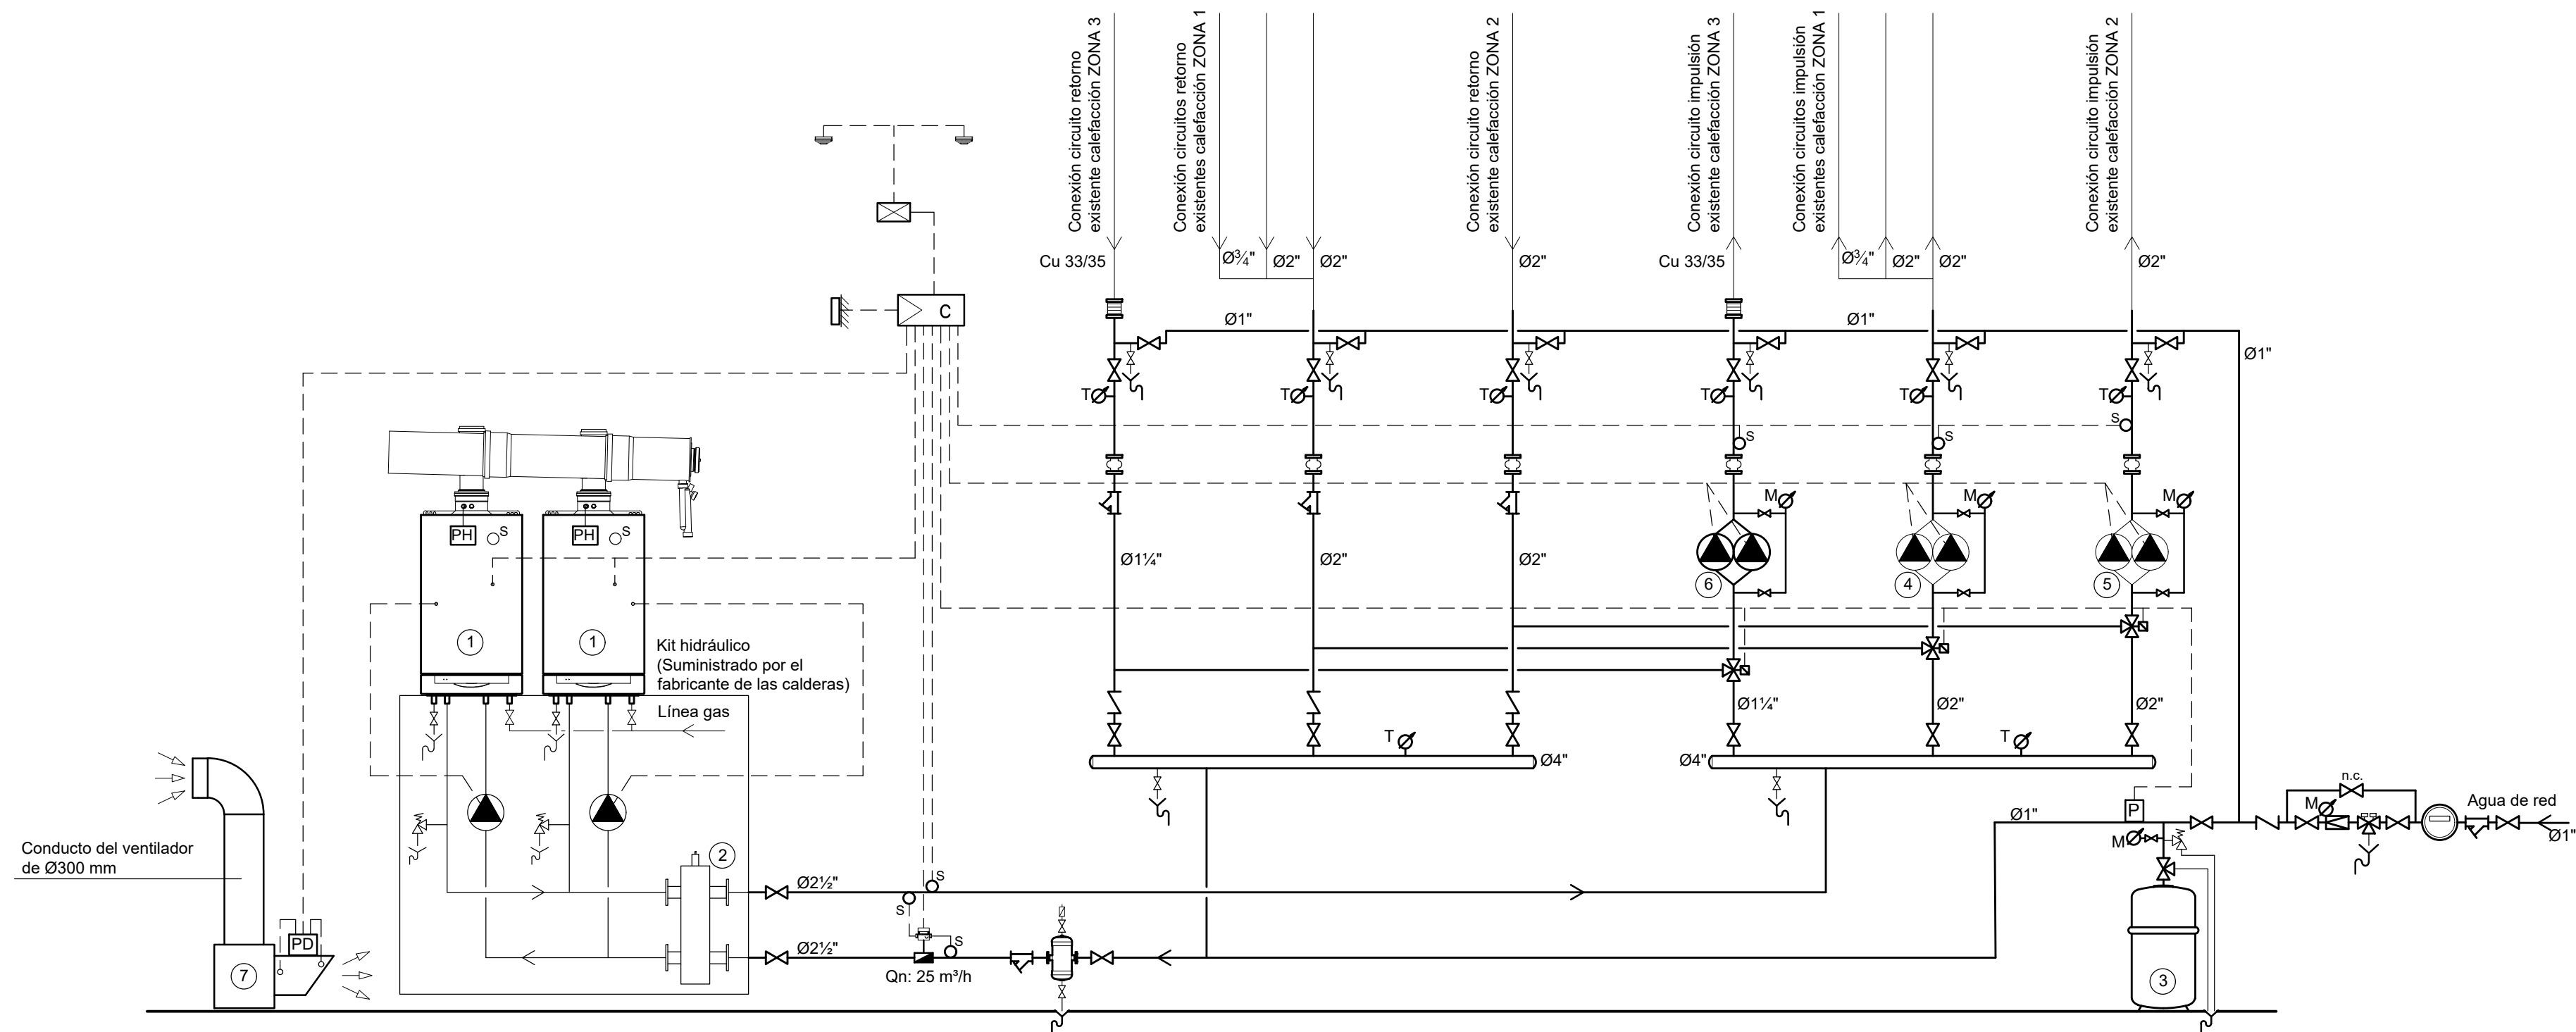 Conexión circuito retorno
existente calefacción ZONA 3
Conexión circuitos retorno
existentes calefacción ZONA 1
Conexión circuito retorno
existente calefacción ZONA 2
Conexión circuito impulsión
existente calefacción ZONA 3
Conexión circuitos impulsión
existentes calefacción ZONA 1
Conexión circuito impulsión
existente calefacción ZONA 2
Cu 33/35
Ø¾"
Ø2"
Ø2"
Ø2"
Cu 33/35
Ø¾"
Ø2"
Ø2"
Ø2"
C
Ø1"
Ø1"
Ø1"
T
T
T
T
T
T
S
S
S
M
M
M
PH
S
PH
S
Ø1¼"
Ø2"
Ø2"
6
4
5
1
1
Kit hidráulico
(Suministrado por el
fabricante de las calderas)
Línea gas
Ø1¼"
Ø2"
Ø2"
T
Ø4"
Ø4"
T
n.c.
P
M
Agua de red
Ø1"
Ø1"
M
Conducto del ventilador
de Ø300 mm
2
Ø2½"
S
S
PD
7
Ø2½"
S
Qn: 25 m³/h
3